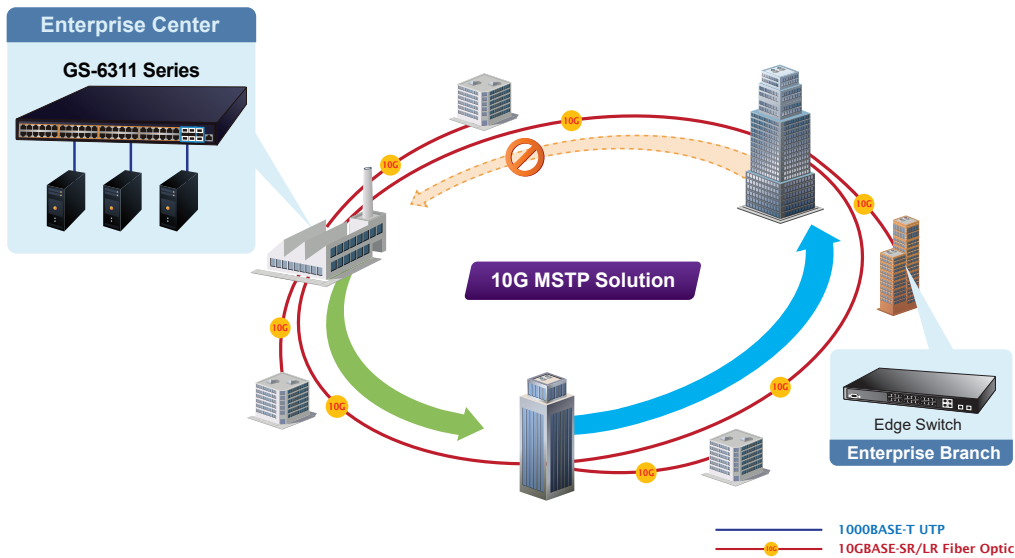 Enterprise Center
GS-6311 Series
10G
10G
10G
10G
10G MSTP Solution
10G
10G
10G
Edge Switch
Enterprise Branch
10G
1000BASE-T UTP
10G
10GBASE-SR/LR Fiber Optic